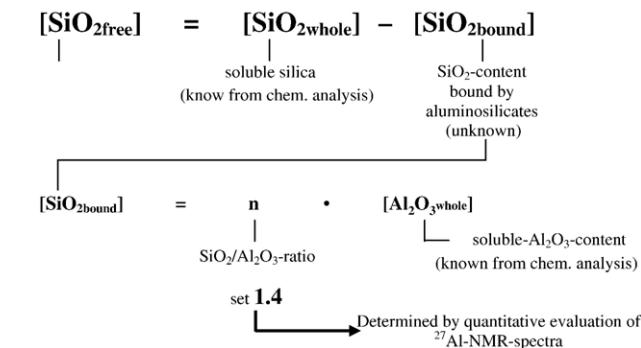 [SiO₂free] = [SiO₂whole] – [SiO₂bound]
soluble silica
(know from chem. analysis)
SiO₂-content
bound by
aluminosilicates
(unknown)
[SiO₂bound] = n • [Al₂O₃whole]
SiO₂/Al₂O₃-ratio
soluble-Al₂O₃-content
(known from chem. analysis)
set 1.4
Determined by quantitative evaluation of
²⁷Al-NMR-spectra